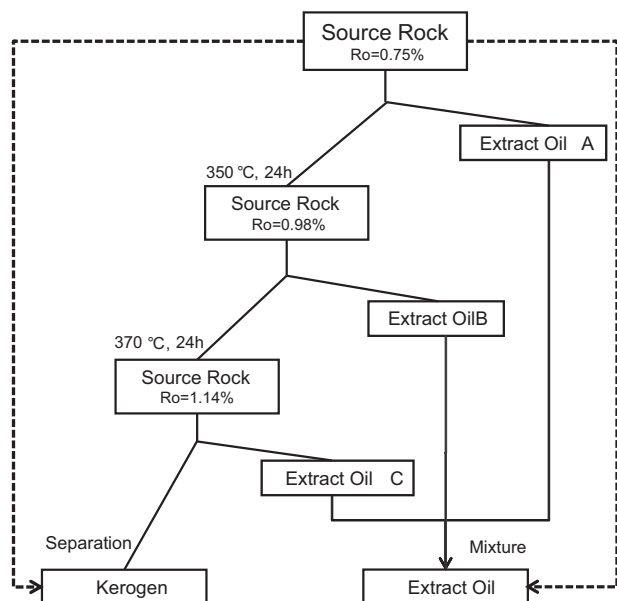 Source Rock
Ro=0.75%
Extract Oil A
350 ℃, 24h
Source Rock
Ro=0.98%
Extract OilB
370 ℃, 24h
Source Rock
Ro=1.14%
Extract Oil C
Separation
Mixture
Kerogen
Extract Oil